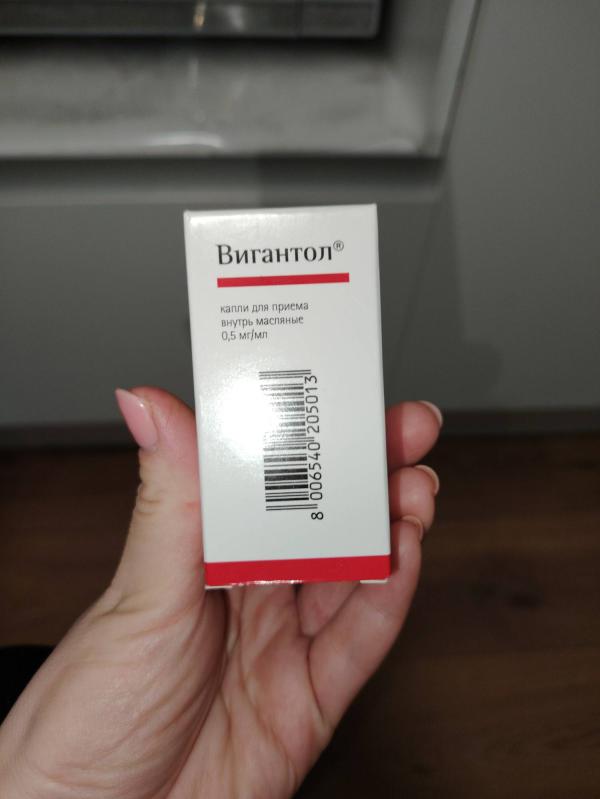 Вигантол®
капли для приема
внутрь масляные
0,5 мг/мл
8 006540 205013